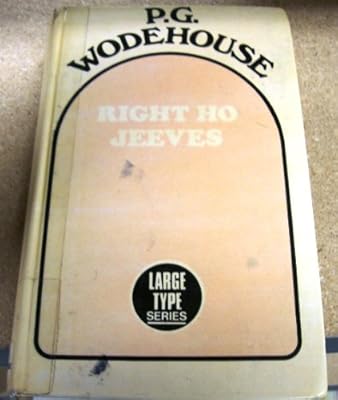 P.G.
WODEHOUSE
RIGHT HO
JEEVES
LARGE
TYPE
SERIES